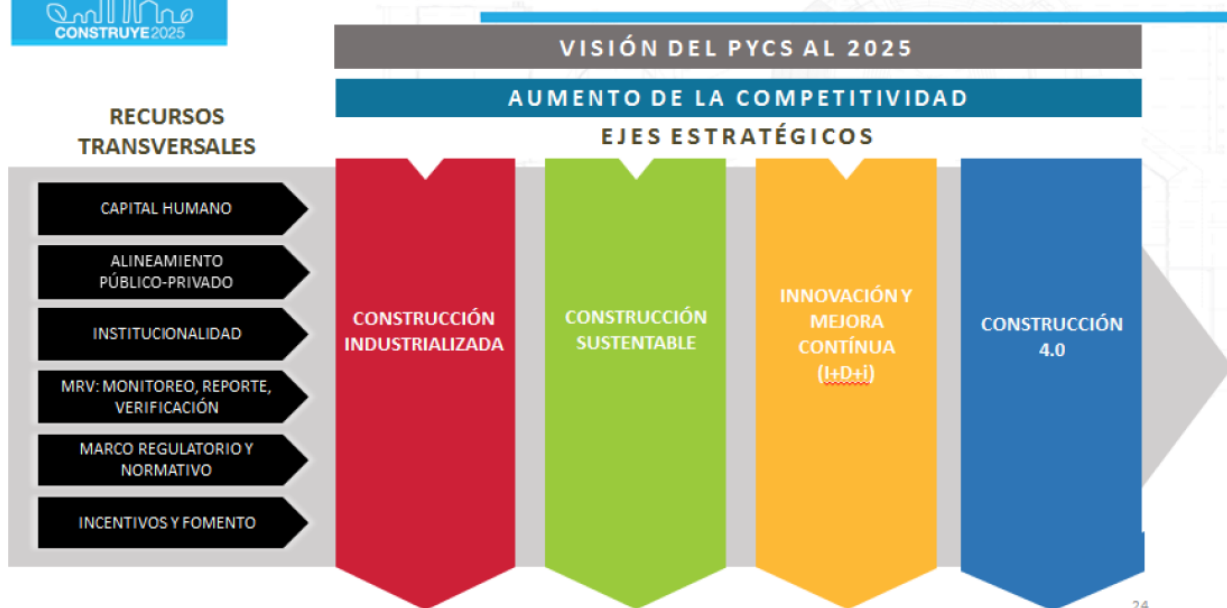 CONSTRUYE2025
VISIÓN DEL PYCS AL 2025
AUMENTO DE LA COMPETITIVIDAD
RECURSOS
TRANSVERSALES
EJES ESTRATÉGICOS
CAPITAL HUMANO
ALINEAMIENTO
PÚBLICO-PRIVADO
INSTITUCIONALIDAD
MRV: MONITOREO, REPORTE,
VERIFICACIÓN
MARCO REGULATORIO Y
NORMATIVO
INCENTIVOS Y FOMENTO
CONSTRUCCIÓN
INDUSTRIALIZADA
CONSTRUCCIÓN
SUSTENTABLE
INNOVACIÓN Y
MEJORA
CONTÍNUA
(I+D+i)
CONSTRUCCIÓN
4.0
24